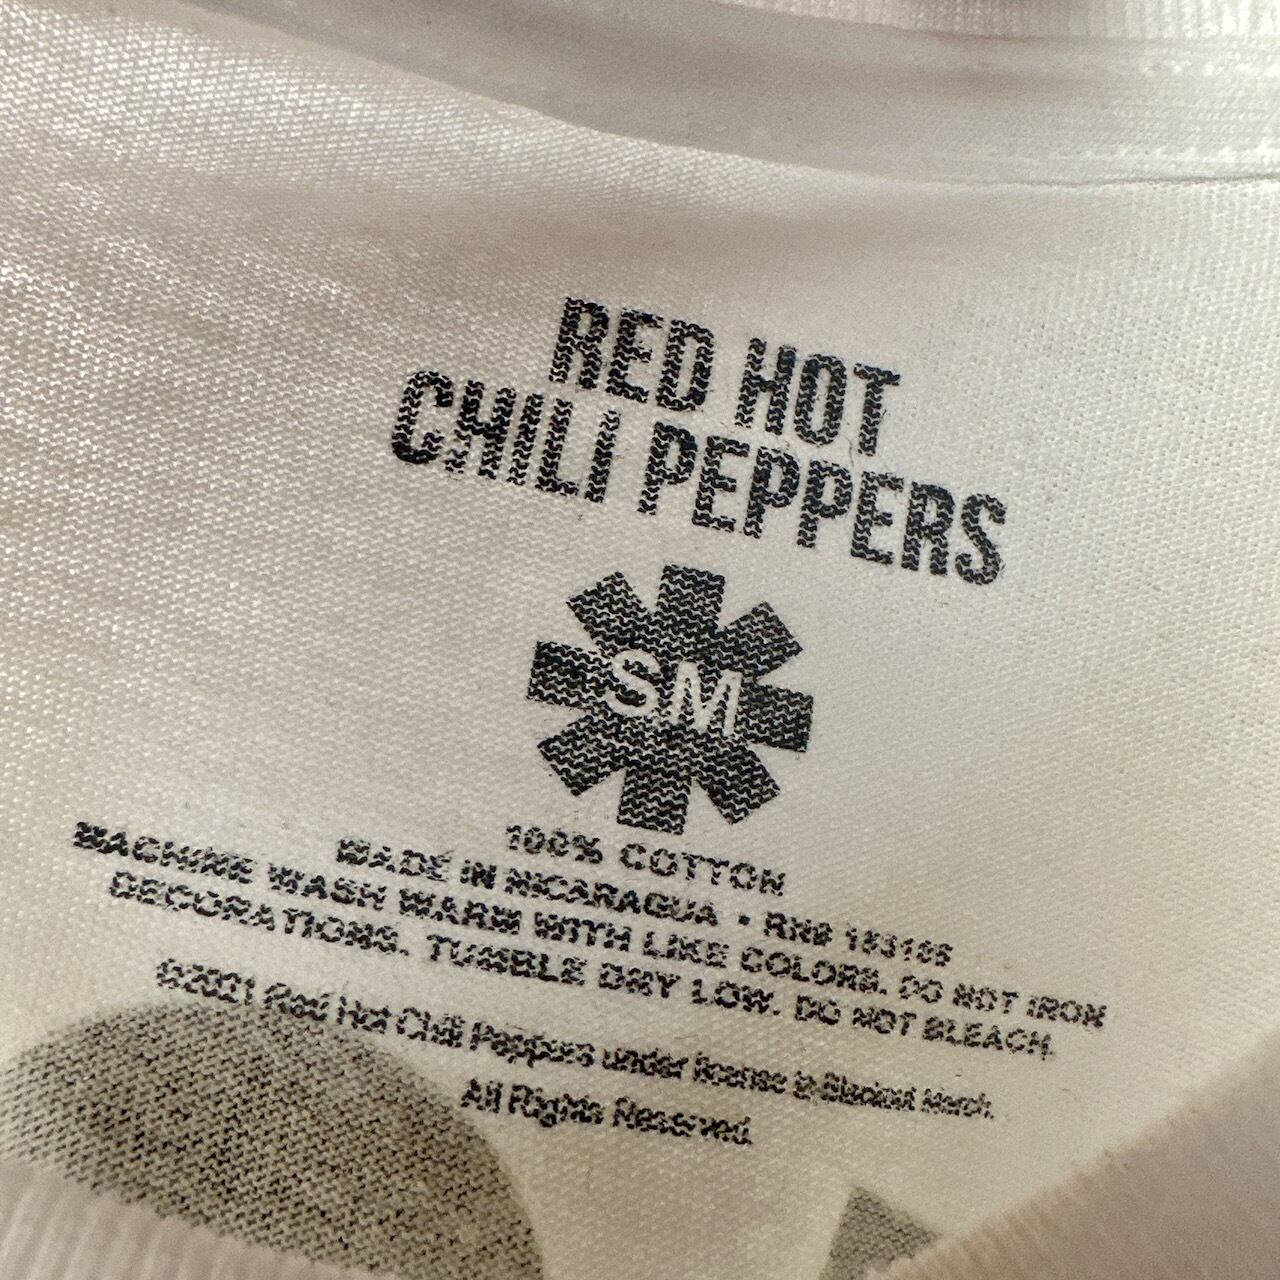 RED HOT
CHILI PEPPERS
SM
100% COTTON
MADE IN NICARAGUA • RN# 153185
MACHINE WASH WARM WITH LIKE COLORS. DO NOT IRON
DECORATIONS. TUMBLE DRY LOW. DO NOT BLEACH.
©2021 Red Hot Chili Peppers under license to Merch.
All Rights Reserved.